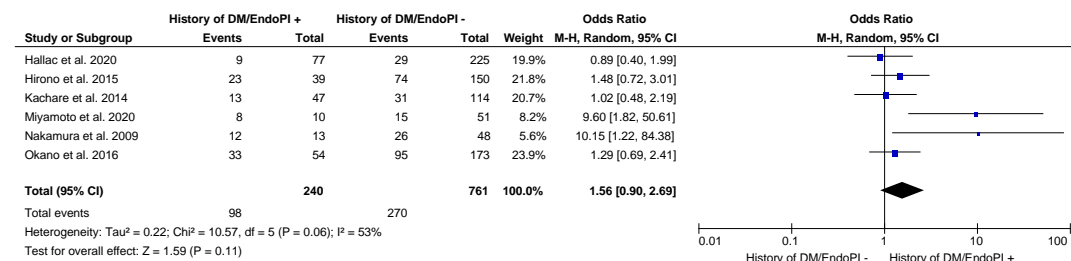 History of DM/EndoPI + History of DM/EndoPI - Odds Ratio Odds Ratio
Study or Subgroup Events Total Events Total Weight M-H, Random, 95% CI M-H, Random, 95% CI
Hallac et al. 2020 9 77 29 225 19.9% 0.89 [0.40, 1.99]
Hirono et al. 2015 23 39 74 150 21.8% 1.48 [0.72, 3.01]
Kachare et al. 2014 13 47 31 114 20.7% 1.02 [0.48, 2.19]
Miyamoto et al. 2020 8 10 15 51 8.2% 9.60 [1.82, 50.61]
Nakamura et al. 2009 12 13 26 48 5.6% 10.15 [1.22, 84.38]
Okano et al. 2016 33 54 95 173 23.9% 1.29 [0.69, 2.41]
Total (95% CI) 240 761 100.0% 1.56 [0.90, 2.69]
Total events 98 270
Heterogeneity: Tau² = 0.22; Chi² = 10.57, df = 5 (P = 0.06); I² = 53%
Test for overall effect: Z = 1.59 (P = 0.11)
0.01 0.1 1 10 100
History of DM/EndoPI - History of DM/EndoPI +